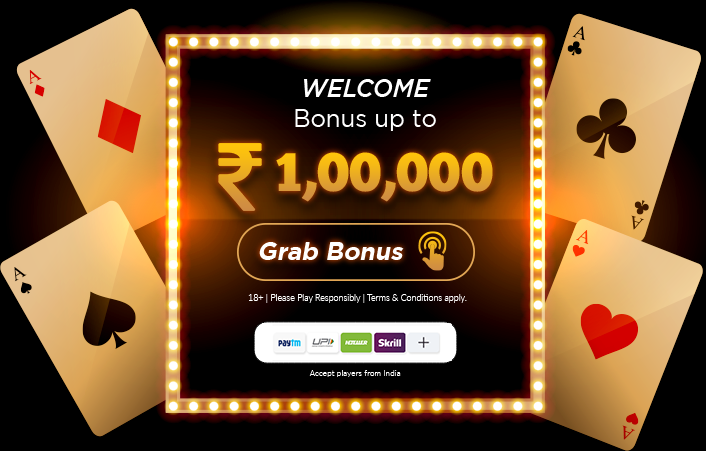 WELCOME
Bonus up to
₹ 1,00,000
Grab Bonus
18+ | Please Play Responsibly | Terms & Conditions apply.
paytm UPI NETELLER Skrill +
Accept players from India
A
A
A
A
A
A
A